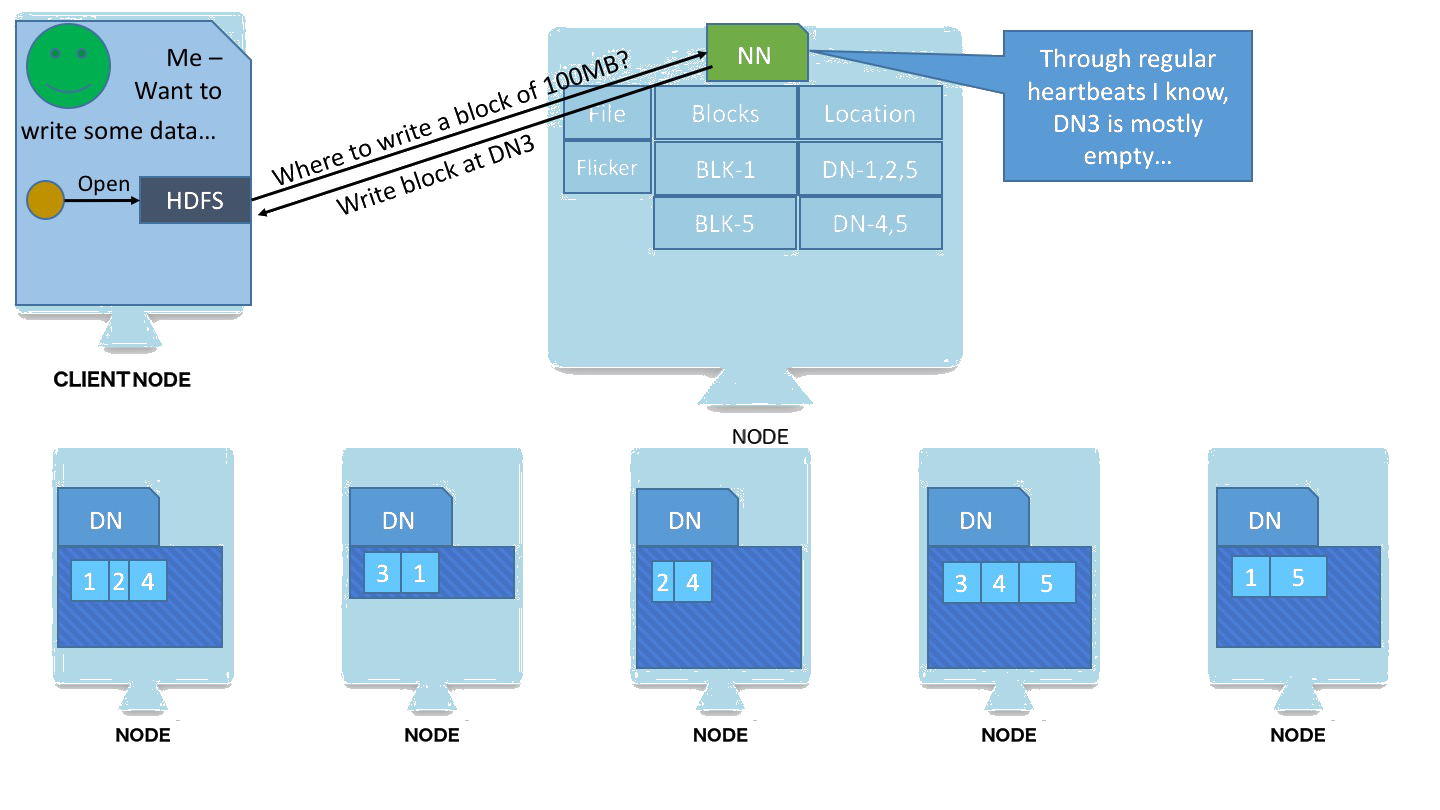 Me –
Want to
write some data...
Open
HDFS
CLIENT NODE
Where to write a block of 100MB?
Write block at DN3
NN
File Blocks Location
Flicker BLK-1 DN-1,2,5
BLK-5 DN-4,5
Through regular
heartbeats I know,
DN3 is mostly
empty...
NODE
DN
1 2 4
NODE
DN
3 1
NODE
DN
2 4
NODE
DN
3 4 5
NODE
DN
1 5
NODE